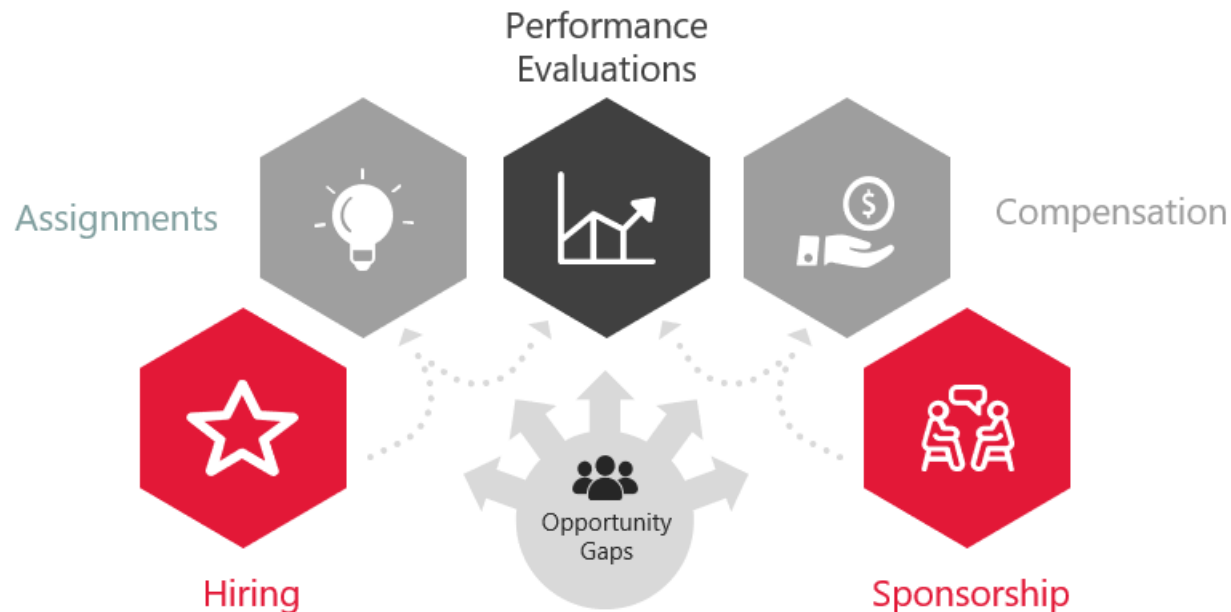 Performance
Evaluations
Assignments
$
Compensation
Opportunity
Gaps
Hiring
Sponsorship